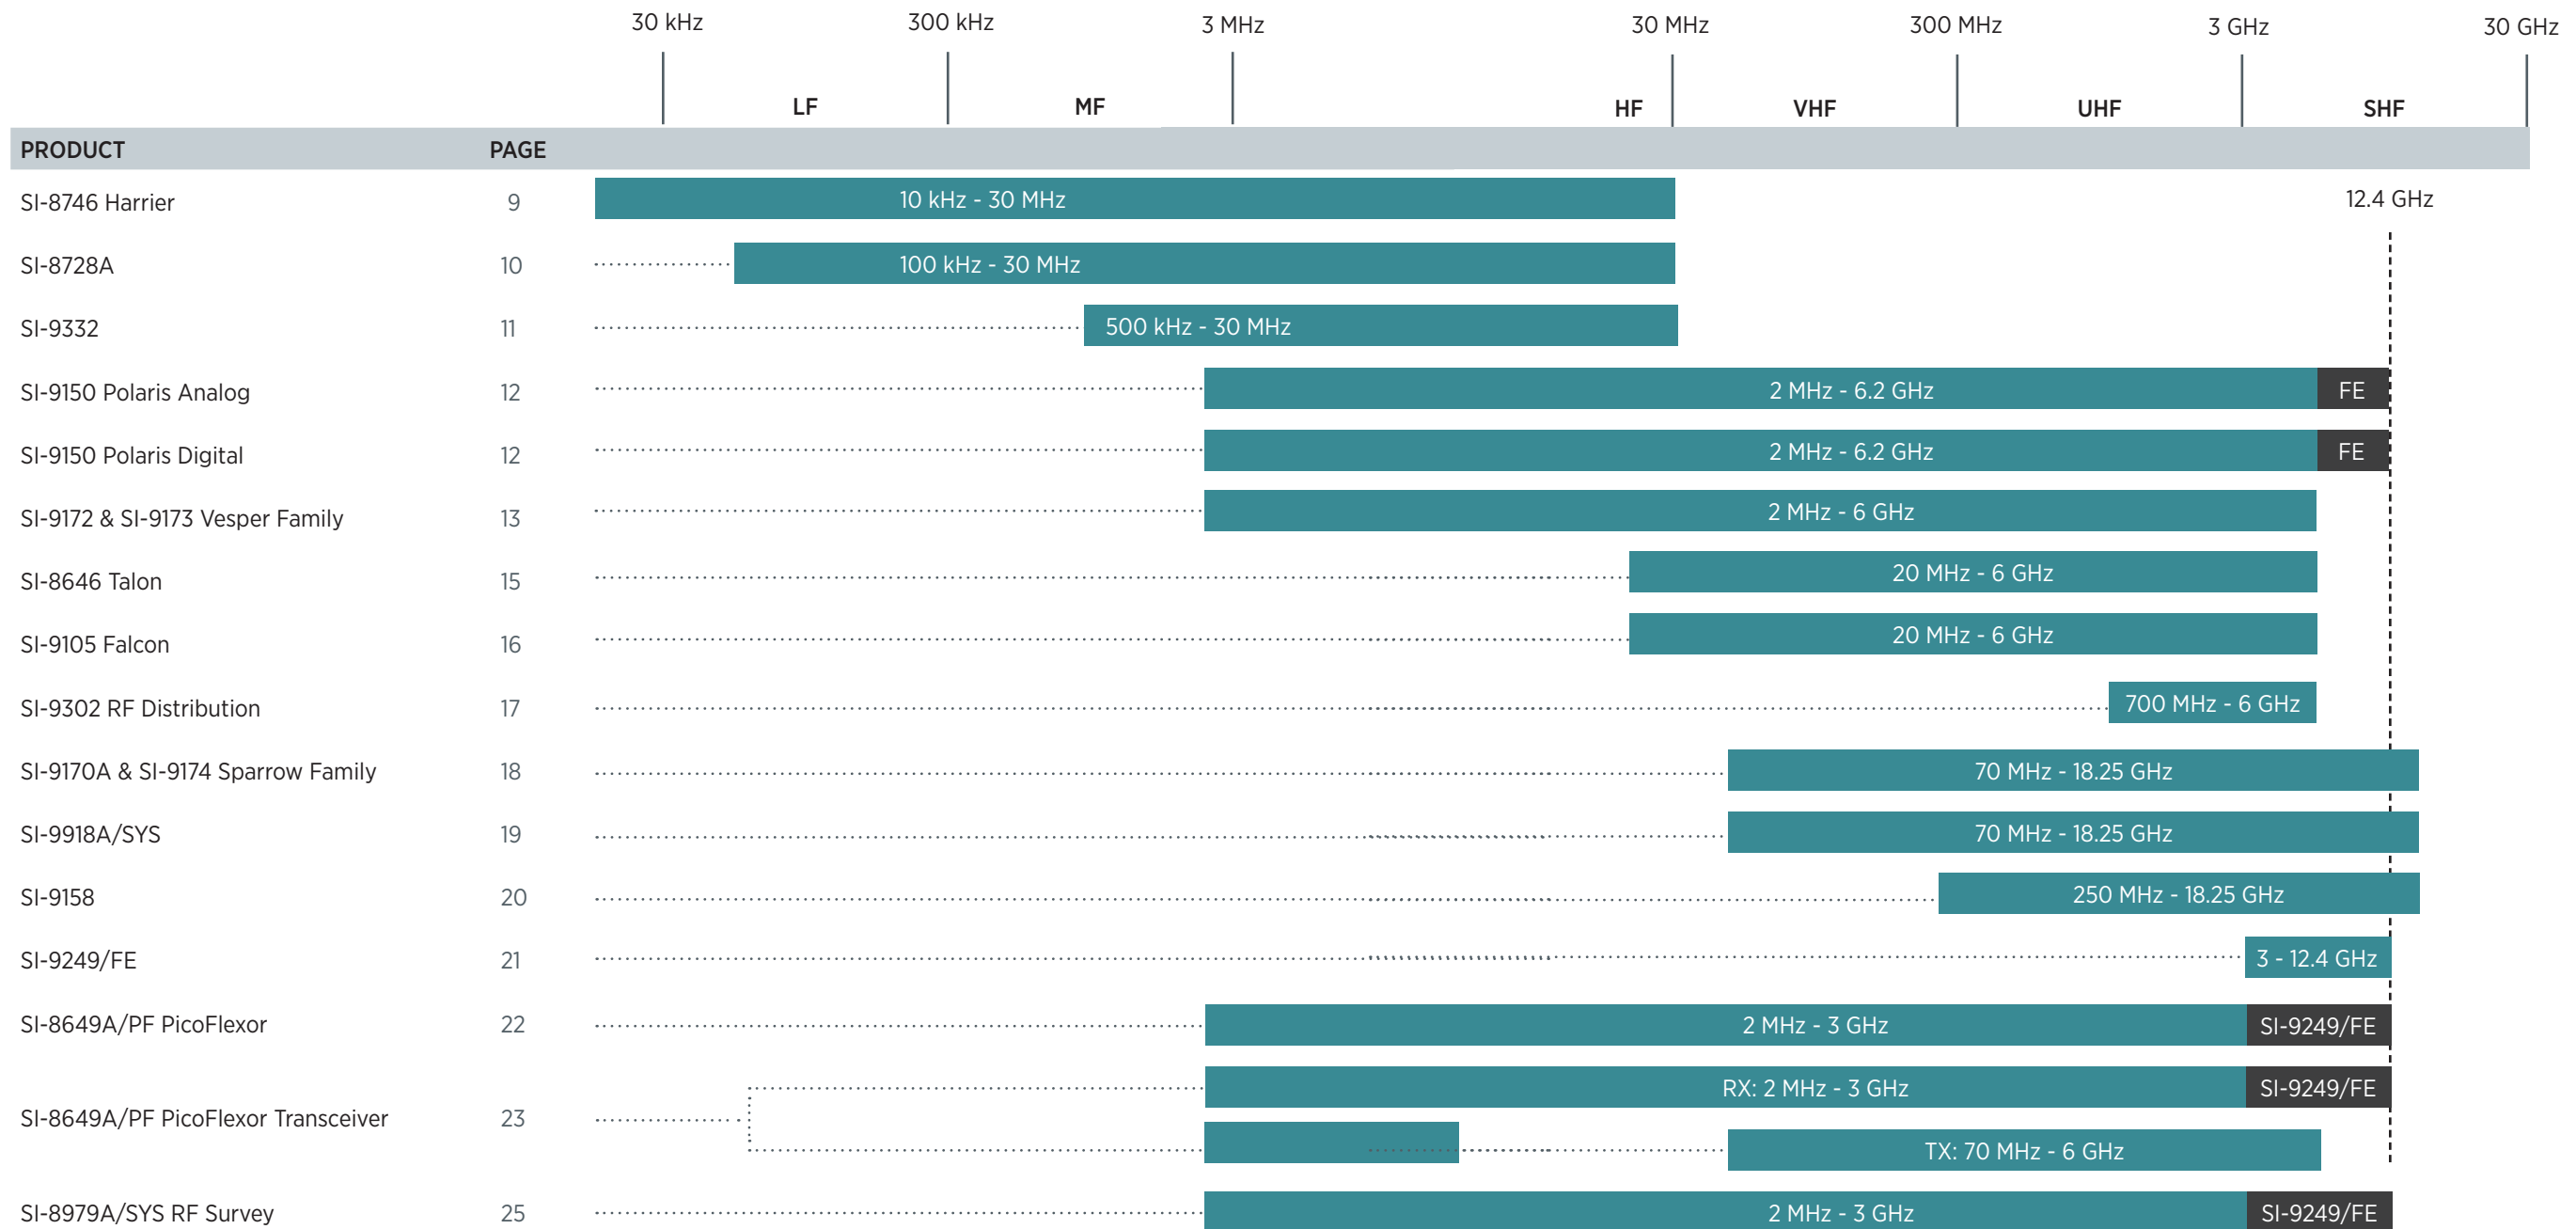 30 kHz 300 kHz 3 MHz 30 MHz 300 MHz 3 GHz 30 GHz
LF MF HF VHF UHF SHF
PRODUCT PAGE
SI-8746 Harrier 9 10 kHz - 30 MHz 12.4 GHz
SI-8728A 10 100 kHz - 30 MHz
SI-9332 11 500 kHz - 30 MHz
SI-9150 Polaris Analog 12 2 MHz - 6.2 GHz FE
SI-9150 Polaris Digital 12 2 MHz - 6.2 GHz FE
SI-9172 & SI-9173 Vesper Family 13 2 MHz - 6 GHz
SI-8646 Talon 15 20 MHz - 6 GHz
SI-9105 Falcon 16 20 MHz - 6 GHz
SI-9302 RF Distribution 17 700 MHz - 6 GHz
SI-9170A & SI-9174 Sparrow Family 18 70 MHz - 18.25 GHz
SI-9918A/SYS 19 70 MHz - 18.25 GHz
SI-9158 20 250 MHz - 18.25 GHz
SI-9249/FE 21 3 - 12.4 GHz
SI-8649A/PF PicoFlexor 22 2 MHz - 3 GHz SI-9249/FE
RX: 2 MHz - 3 GHz SI-9249/FE
SI-8649A/PF PicoFlexor Transceiver 23
TX: 70 MHz - 6 GHz
SI-8979A/SYS RF Survey 25 2 MHz - 3 GHz SI-9249/FE